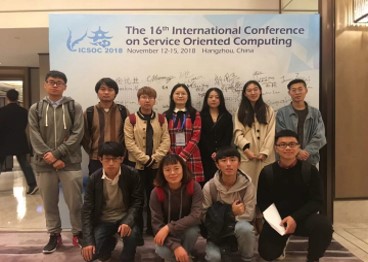 The 16th International Conference
on Service Oriented Computing
ICSOC 2018
November 12-15, 2018 Hangzhou, China